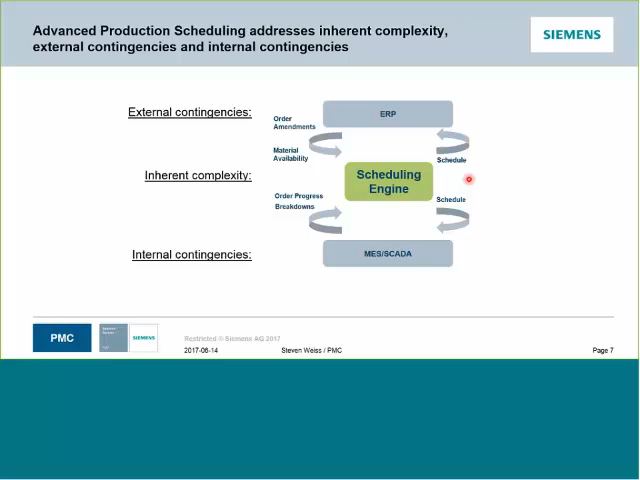 Advanced Production Scheduling addresses inherent complexity,
external contingencies and internal contingencies
SIEMENS
External contingencies:
ERP
Order
Amendments
Material
Availability
Schedule
Inherent complexity:
Scheduling
Engine
Order Progress
Breakdowns
Schedule
Internal contingencies:
MES/SCADA
PMC
SIEMENS
Restricted © Siemens AG 2017
2017-06-14
Steven Weiss / PMC
Page 7